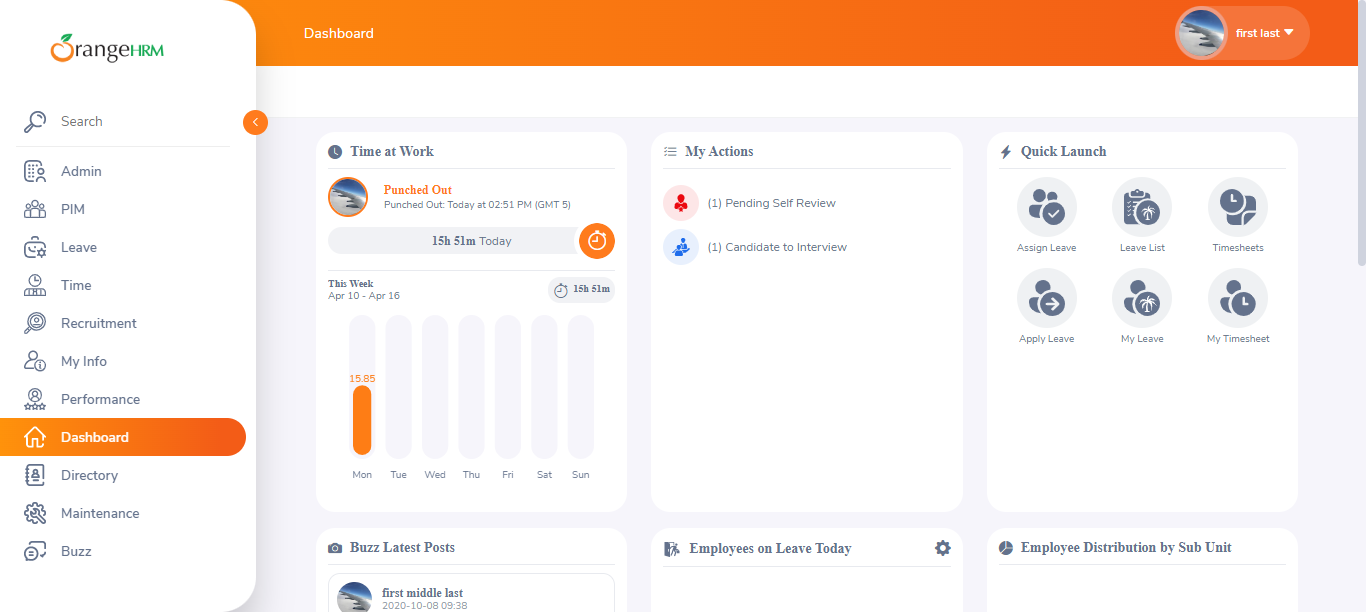 OrangeHRM
Dashboard
first last
Search
Admin
PIM
Leave
Time
Recruitment
My Info
Performance
Dashboard
Directory
Maintenance
Buzz
Time at Work
Punched Out
Punched Out: Today at 02:51 PM (GMT 5)
15h 51m Today
This Week
Apr 10 - Apr 16
15h 51m
15.85
Mon Tue Wed Thu Fri Sat Sun
My Actions
(1) Pending Self Review
(1) Candidate to Interview
Quick Launch
Assign Leave Leave List Timesheets
Apply Leave My Leave My Timesheet
Buzz Latest Posts
first middle last
2020-10-08 09:38
Employees on Leave Today
Employee Distribution by Sub Unit